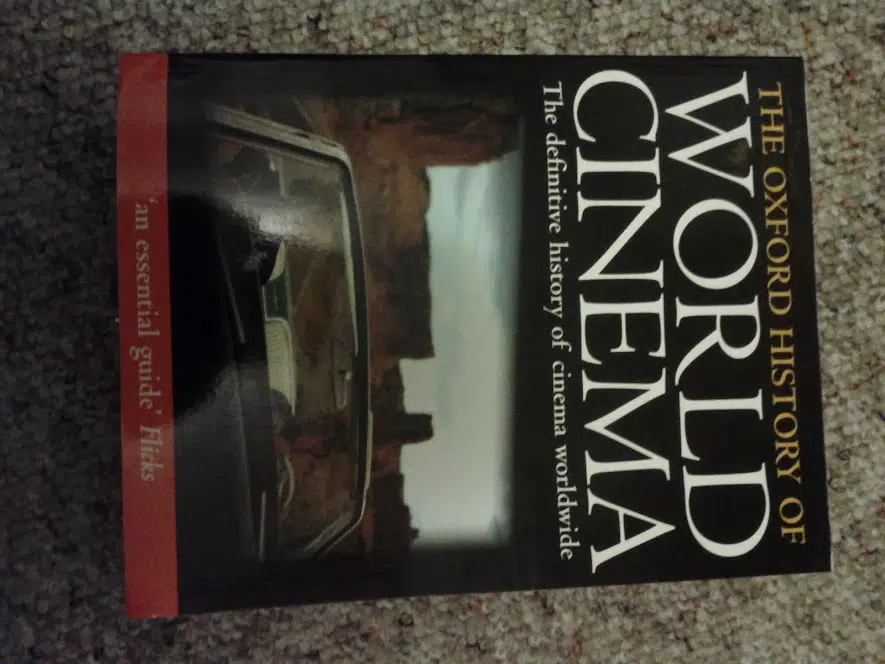 THE OXFORD HISTORY OF
WORLD
CINEMA
The definitive history of cinema worldwide
'an essential guide' Flicks